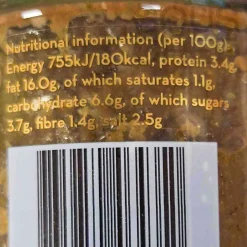 Nutritional information (per 100g),
Energy 755kJ/180kcal, protein 3.4g,
fat 16.0g, of which saturates 1.1g,
carbohydrate 6.6g, of which sugars
3.7g, fibre 1.4g, salt 2.5g